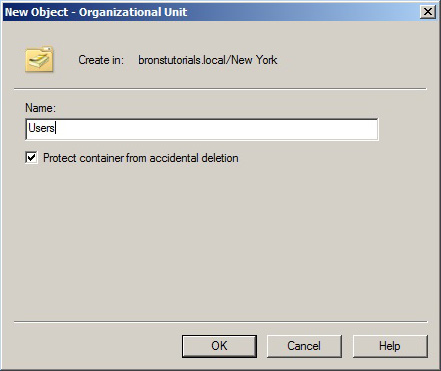 New Object - Organizational Unit
Create in: bronstutorials.local/New York
Name:
Users
Protect container from accidental deletion
OK Cancel Help